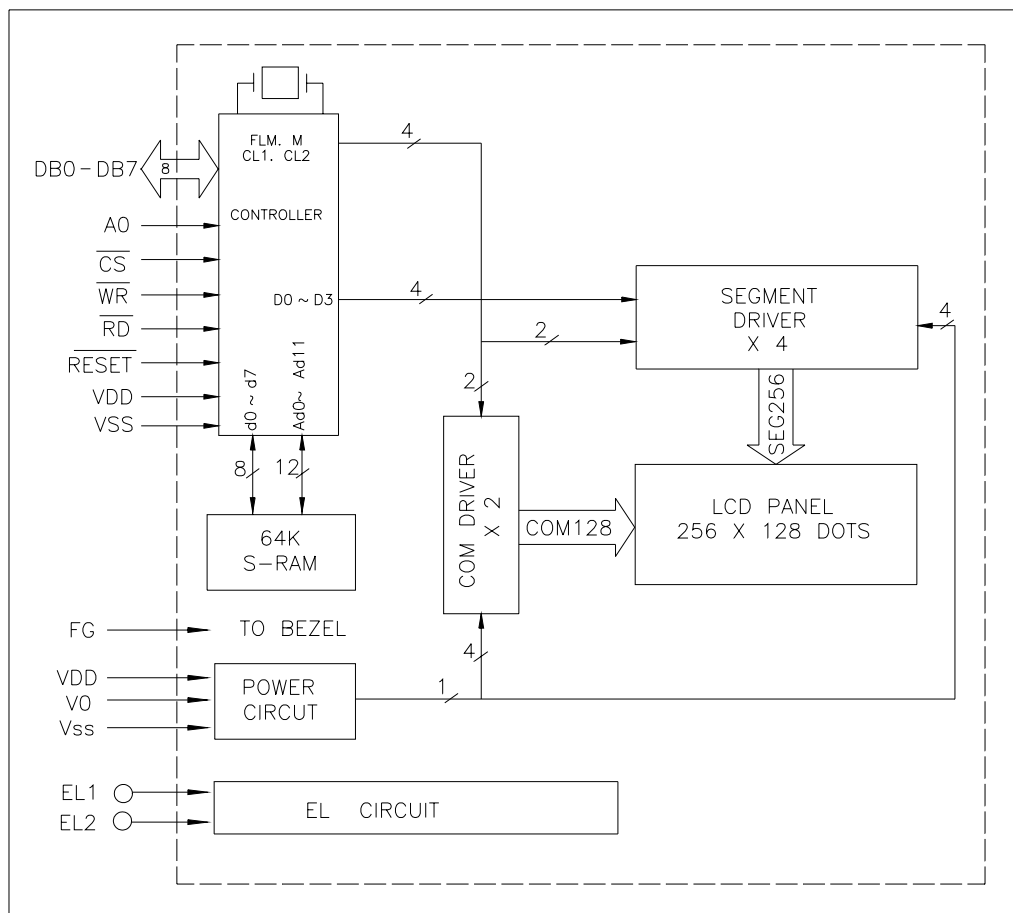 FLM. M
CL1. CL2
4
DB0-DB7
8
CONTROLLER
A0
CS
WR
D0 ~ D3
4
SEGMENT
DRIVER
X 4
4
RD
2
RESET
d0 ~ d7
Ad0~ Ad11
2
VDD
VSS
SEG256
8
12
COM DRIVER
X 2
LCD PANEL
256 X 128 DOTS
COM128
64K
S-RAM
FG
TO BEZEL
4
VDD
V0
Vss
POWER
CIRCUT
1
EL1
EL2
EL CIRCUIT